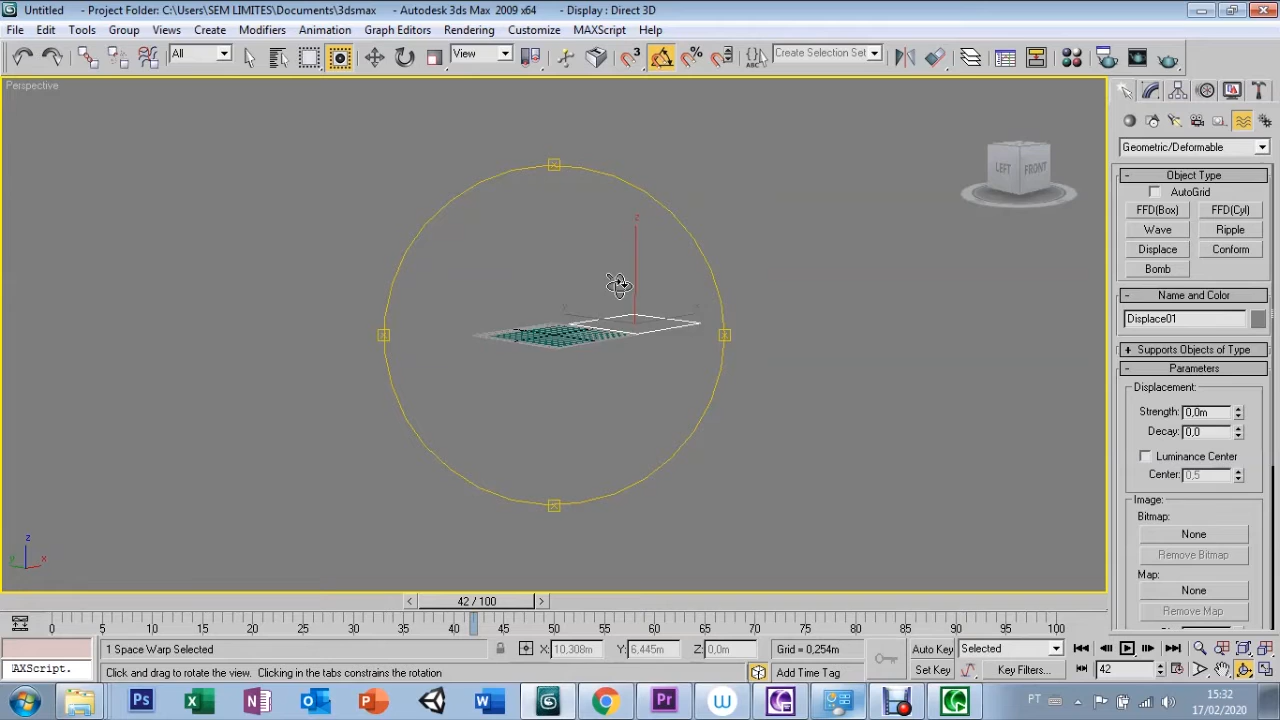 Untitled - Project Folder: C:\Users\SEM LIMITES\Documents\3dsmax - Autodesk 3ds Max 2009 x64 - Display : Direct 3D
File Edit Tools Group Views Create Modifiers Animation Graph Editors Rendering Customize MAXScript Help
All View Create Selection Set
Perspective
LEFT FRONT
Geometric/Deformable
- Object Type
AutoGrid
FFD(Box) FFD(Cyl)
Wave Ripple
Displace Conform
Bomb
- Name and Color
Displace01
+ Supports Objects of Type
- Parameters
Displacement:
Strength: 0,0m
Decay: 0,0
Luminance Center
Center: 0,5
Image:
Bitmap:
None
Remove Bitmap
Map:
None
Remove Map
z
z
x
< 42 / 100 >
0 5 10 15 20 25 30 35 40 45 50 55 60 65 70 75 80 85 90 95 100
1 Space Warp Selected X: 10,308m Y: 6,445m Z: 0,0m Grid = 0,254m Auto Key Selected
AXScript. Click and drag to rotate the view. Clicking in the tabs constrains the rotation Add Time Tag Set Key Key Filters... 42
PT 15:32
17/02/2020